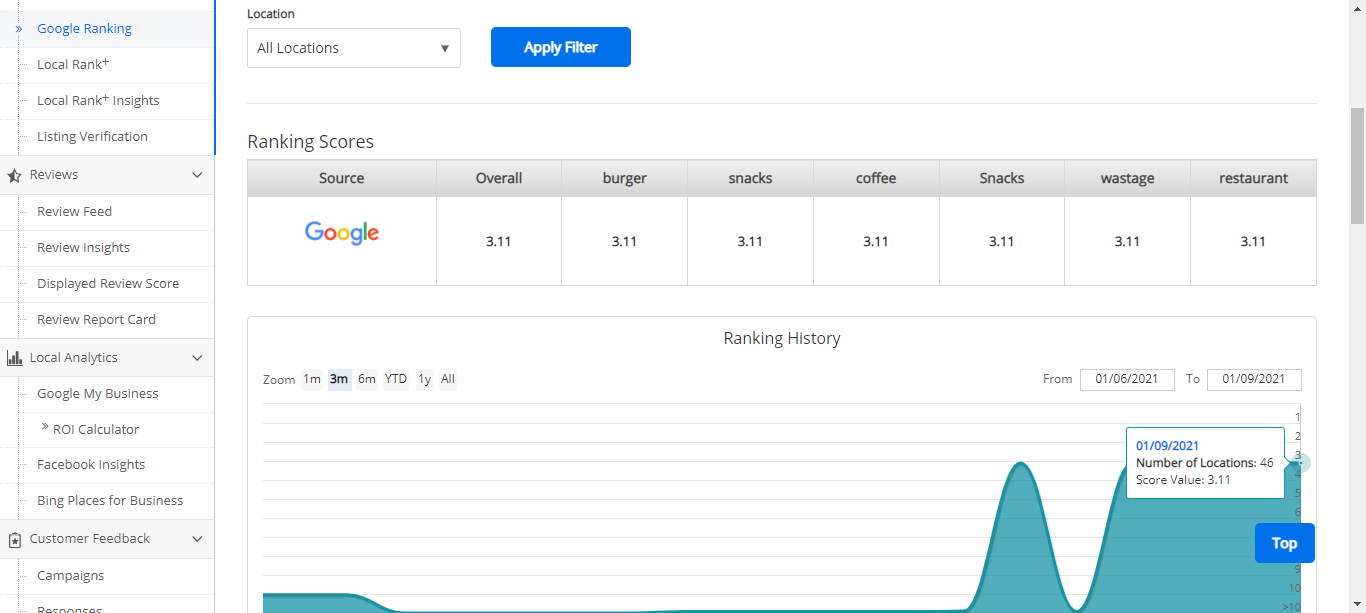 Google Ranking
Local Rank+
Local Rank+ Insights
Listing Verification
Reviews
Review Feed
Review Insights
Displayed Review Score
Review Report Card
Local Analytics
Google My Business
» ROI Calculator
Facebook Insights
Bing Places for Business
Customer Feedback
Campaigns
Responses
Location
All Locations
Apply Filter
Ranking Scores
Source Overall burger snacks coffee Snacks wastage restaurant
Google 3.11 3.11 3.11 3.11 3.11 3.11 3.11
Ranking History
Zoom 1m 3m 6m YTD 1y All From 01/06/2021 To 01/09/2021
1
2
3
4
5
6
9
10
>10
01/09/2021
Number of Locations: 46
Score Value: 3.11
Top